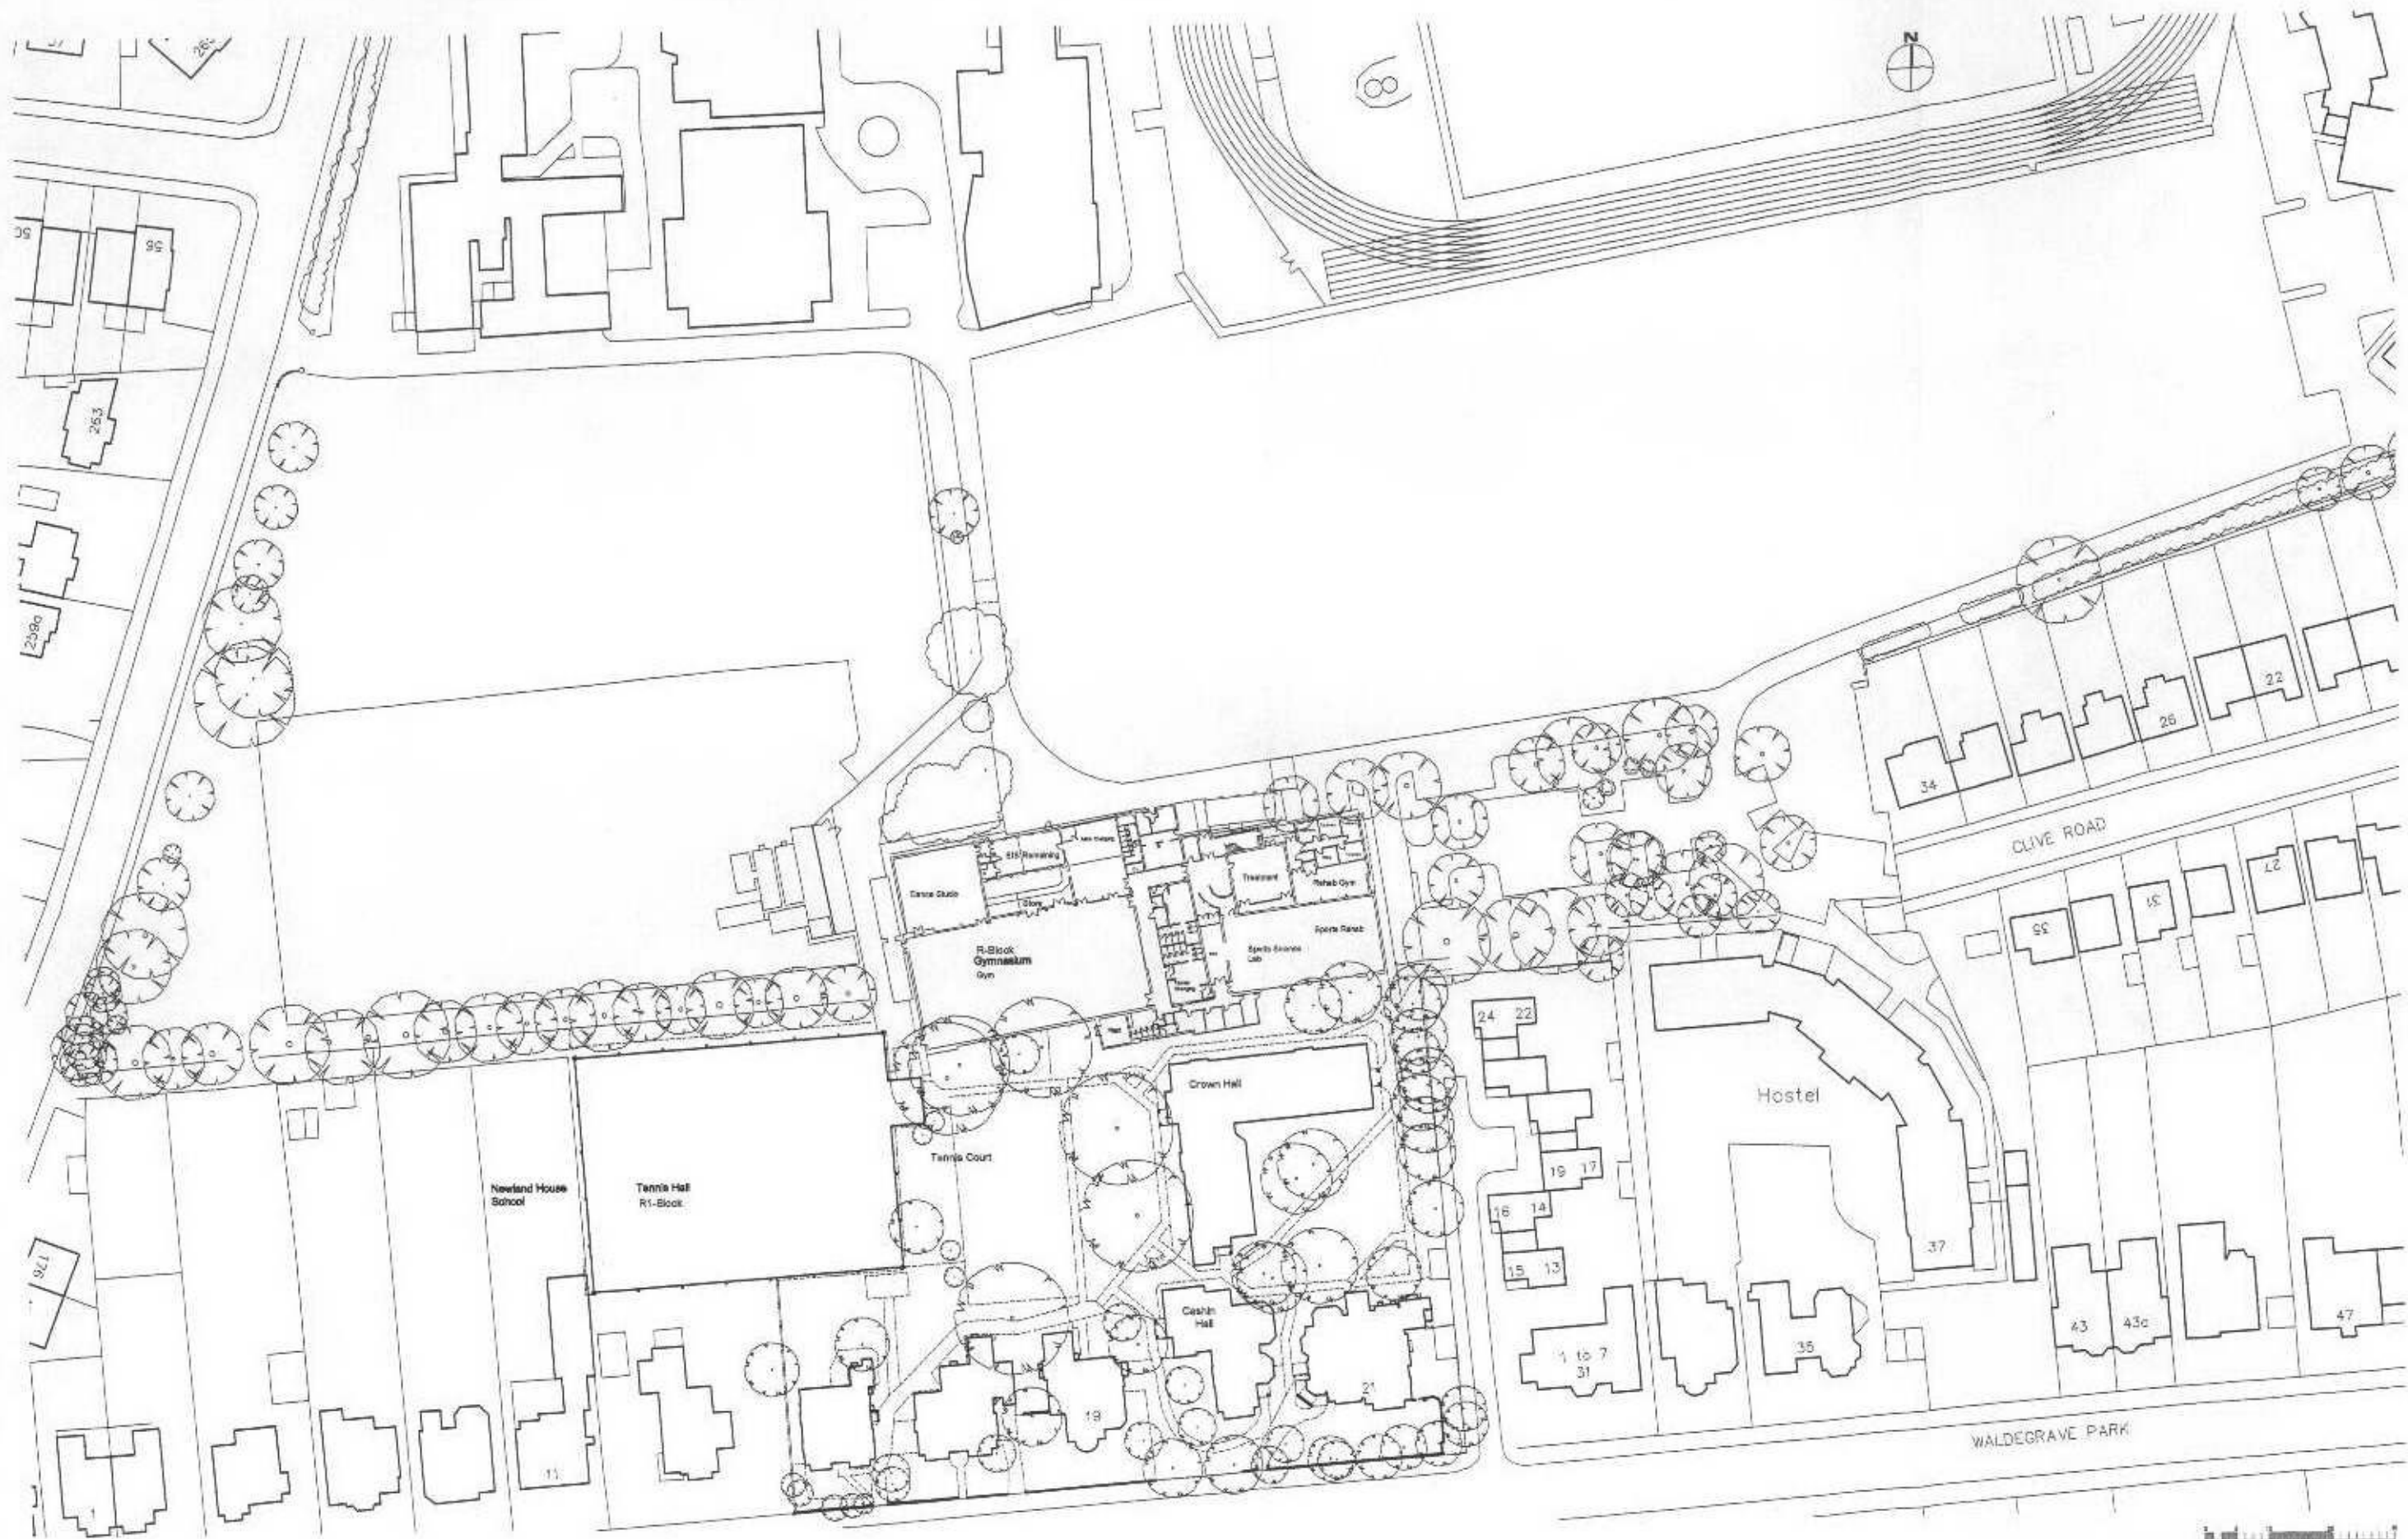 N
50
56
263
259a
176
EIS Remaining
Dance Studio
Store
R-Block
Gymnasium
Gym
Treatment
Rehab Gym
Sports Rehab
Sports Science
Lab
Crown Hall
Tennis Court
Newland House
School
Tennis Hall
R1-Block
Cashin
Hall
Hostel
34
26
22
CLIVE ROAD
35
31
27
24
22
19
17
16
14
15
13
1 to 7
31
35
37
43
43a
47
WALDEGRAVE PARK
1
11
19
21